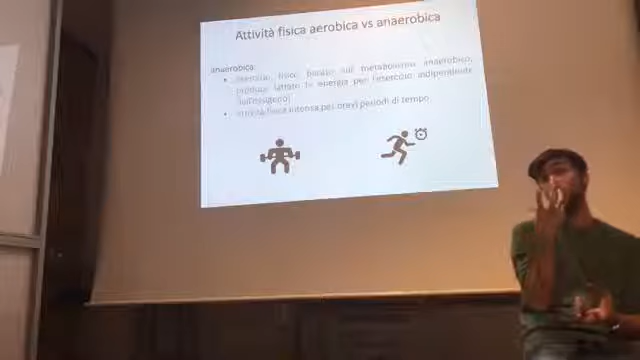 Attività fisica aerobica vs anaerobica
anaerobica:
• esercizio fisico basato sul metabolismo anaerobico,
produce lattato (= energia per l'esercizio indipendente
dall'ossigeno)
• attività fisica intensa per brevi periodi di tempo